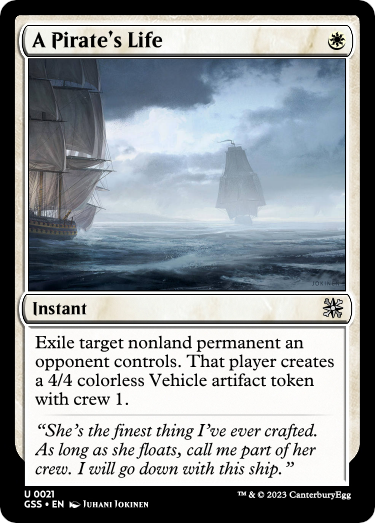 A Pirate's Life
JOKINEN
Instant
Exile target nonland permanent an
opponent controls. That player creates
a 4/4 colorless Vehicle artifact token
with crew 1.
“She's the finest thing I've ever crafted.
As long as she floats, call me part of her
crew. I will go down with this ship.”
U 0021
GSS • EN Juhani Jokinen
™ & © 2023 CanterburyEgg